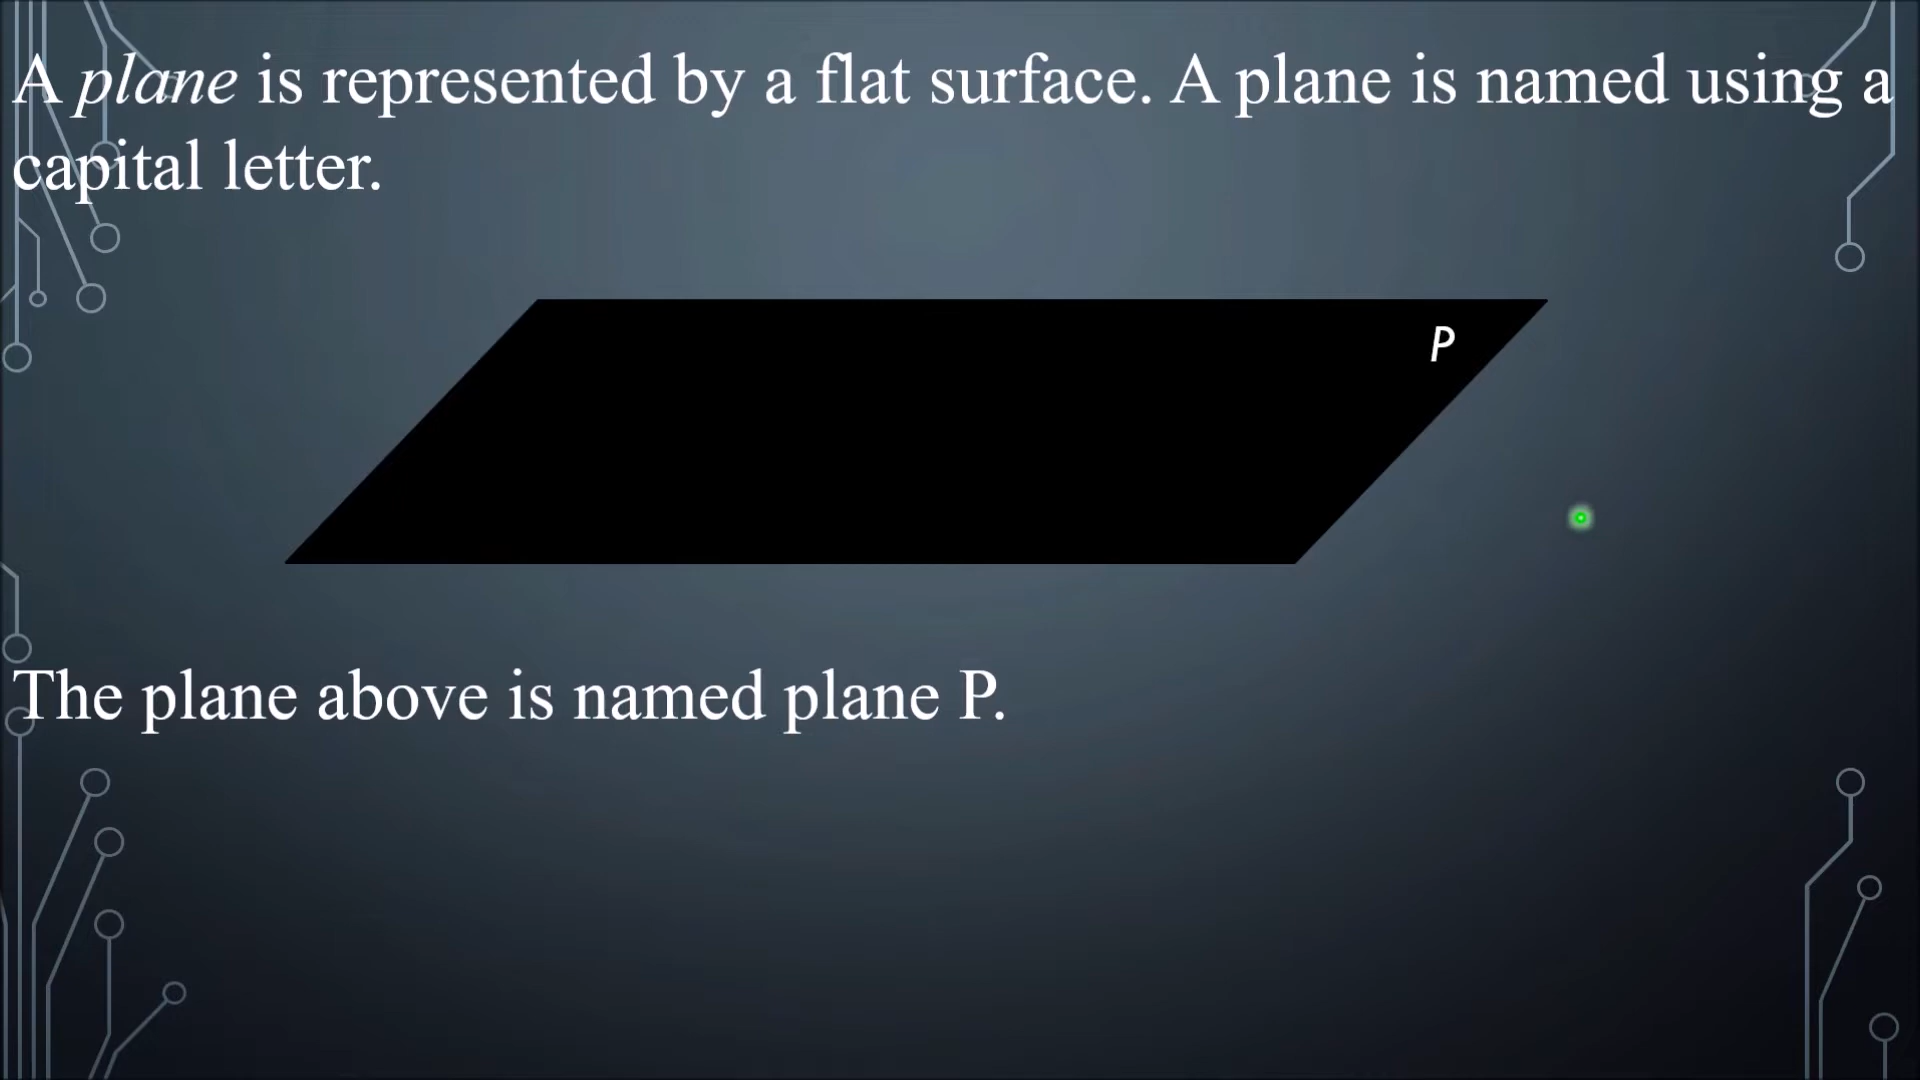 A plane is represented by a flat surface. A plane is named using a
capital letter.
P
The plane above is named plane P.